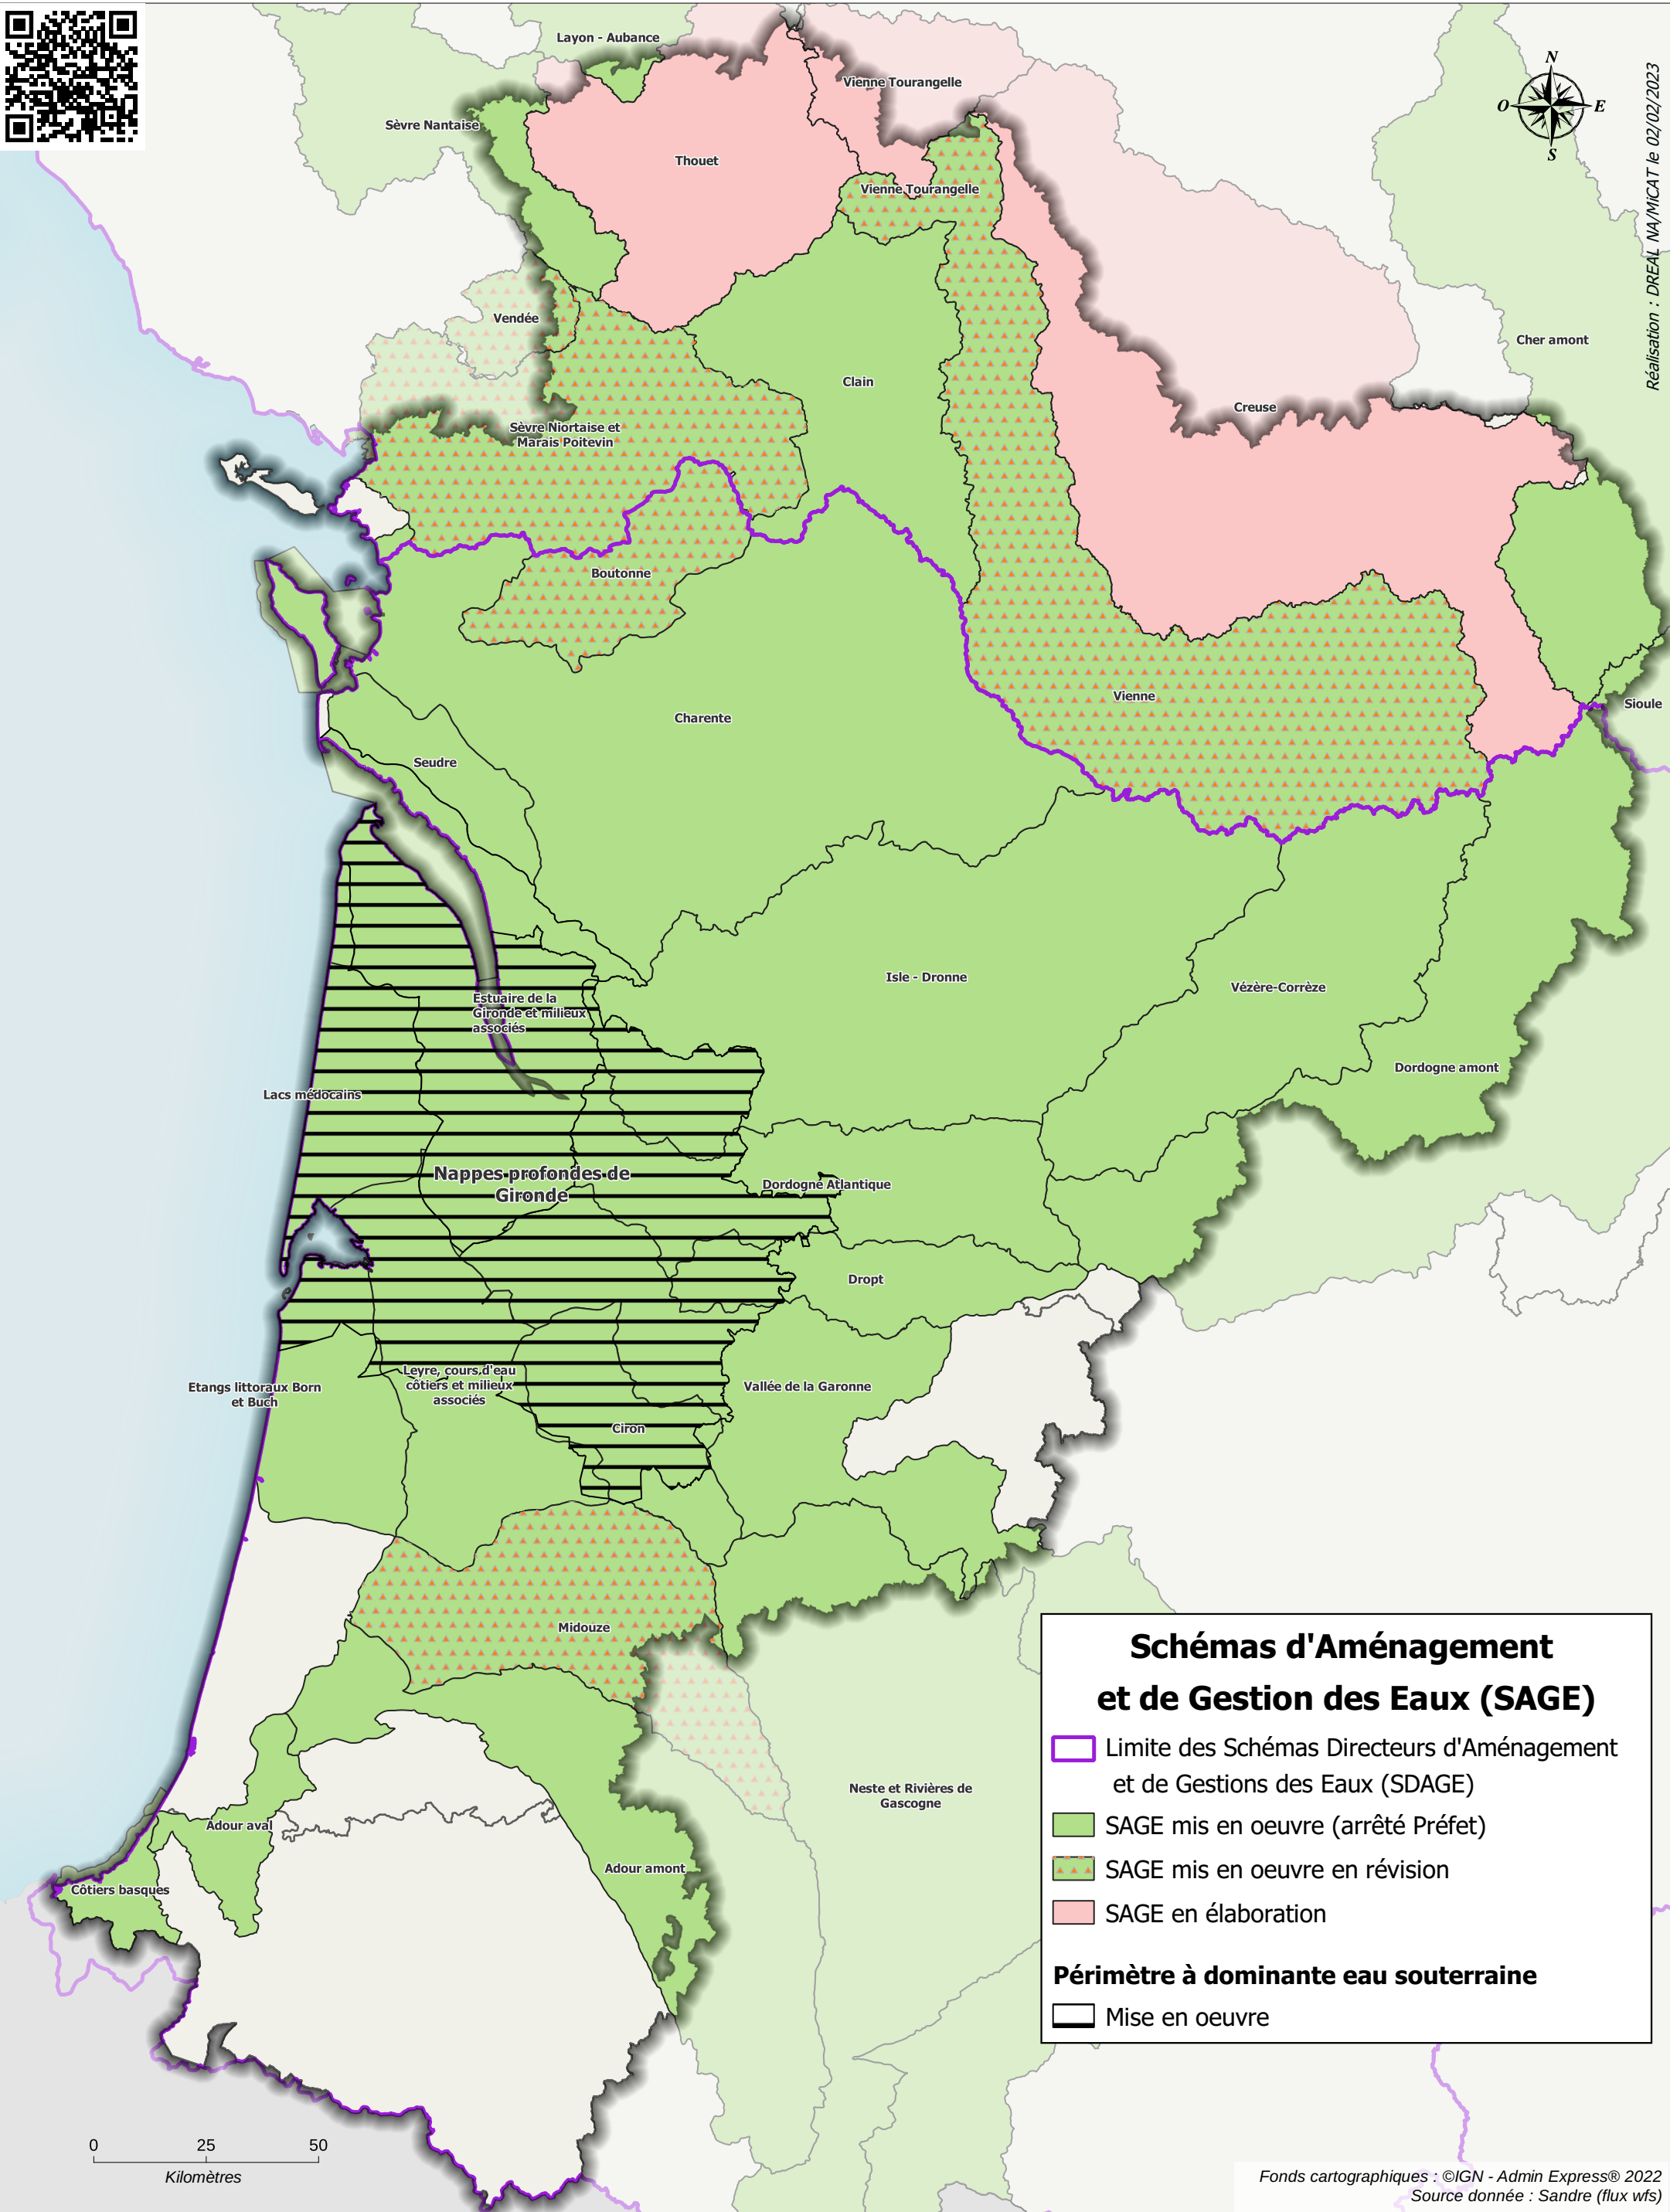 Layon - Aubance
Vienne Tourangelle
Sèvre Nantaise
Thouet
Vienne Tourangelle
N
O
E
S
Réalisation : DREAL NA/MiCAT le 02/02/2023
Vendée
Cher amont
Clain
Creuse
Sèvre Niortaise et
Marais Poitevin
Boutonne
Vienne
Sioule
Charente
Seudre
Isle - Dronne
Vézère-Corrèze
Estuaire de la
Gironde et milieux
associés
Dordogne amont
Lacs médocains
Nappes profondes de
Gironde
Dordogne Atlantique
Dropt
Leyre, cours d'eau
côtiers et milieux
associés
Etangs littoraux Born
et Buch
Vallée de la Garonne
Ciron
Midouze
Neste et Rivières de
Gascogne
Adour aval
Adour amont
Côtiers basques
Schémas d'Aménagement
et de Gestion des Eaux (SAGE)
Limite des Schémas Directeurs d'Aménagement
et de Gestions des Eaux (SDAGE)
SAGE mis en oeuvre (arrêté Préfet)
SAGE mis en oeuvre en révision
SAGE en élaboration
Périmètre à dominante eau souterraine
Mise en oeuvre
0 25 50
Kilomètres
Fonds cartographiques : ©IGN - Admin Express® 2022
Source donnée : Sandre (flux wfs)